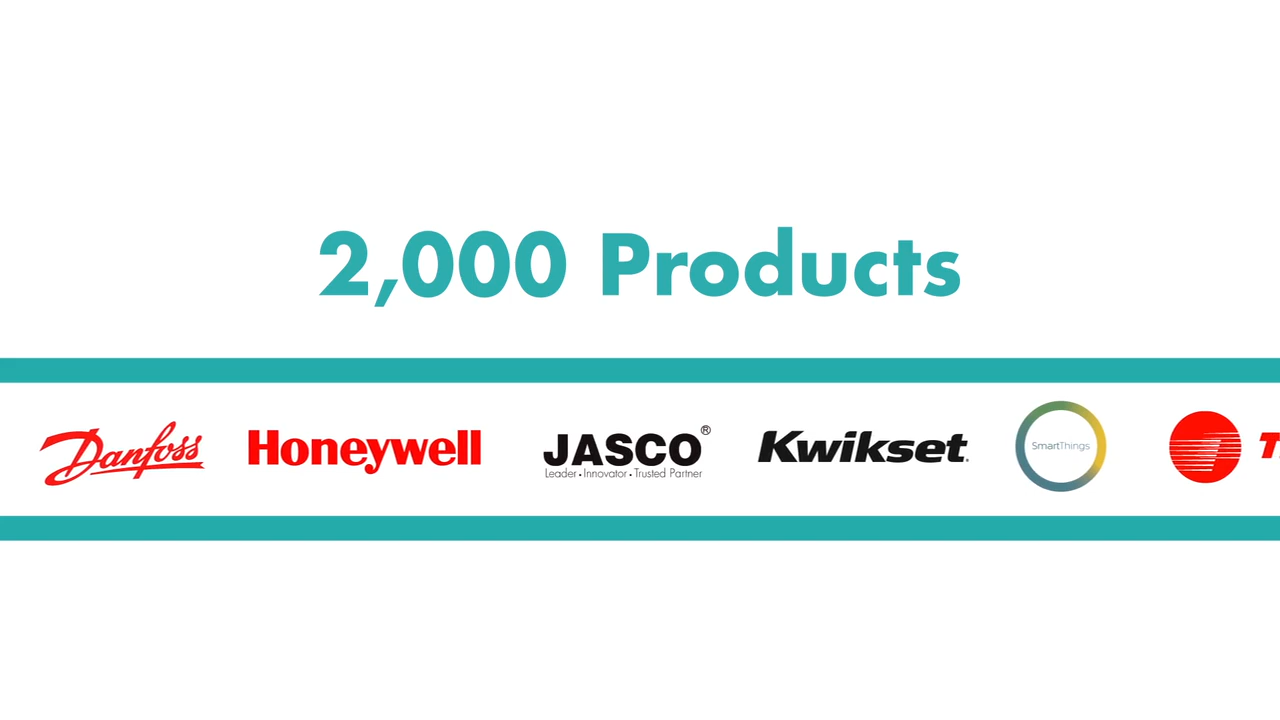 2,000 Products
Danfoss
Honeywell
JASCO®
Leader • Innovator • Trusted Partner
Kwikset.
SmartThings